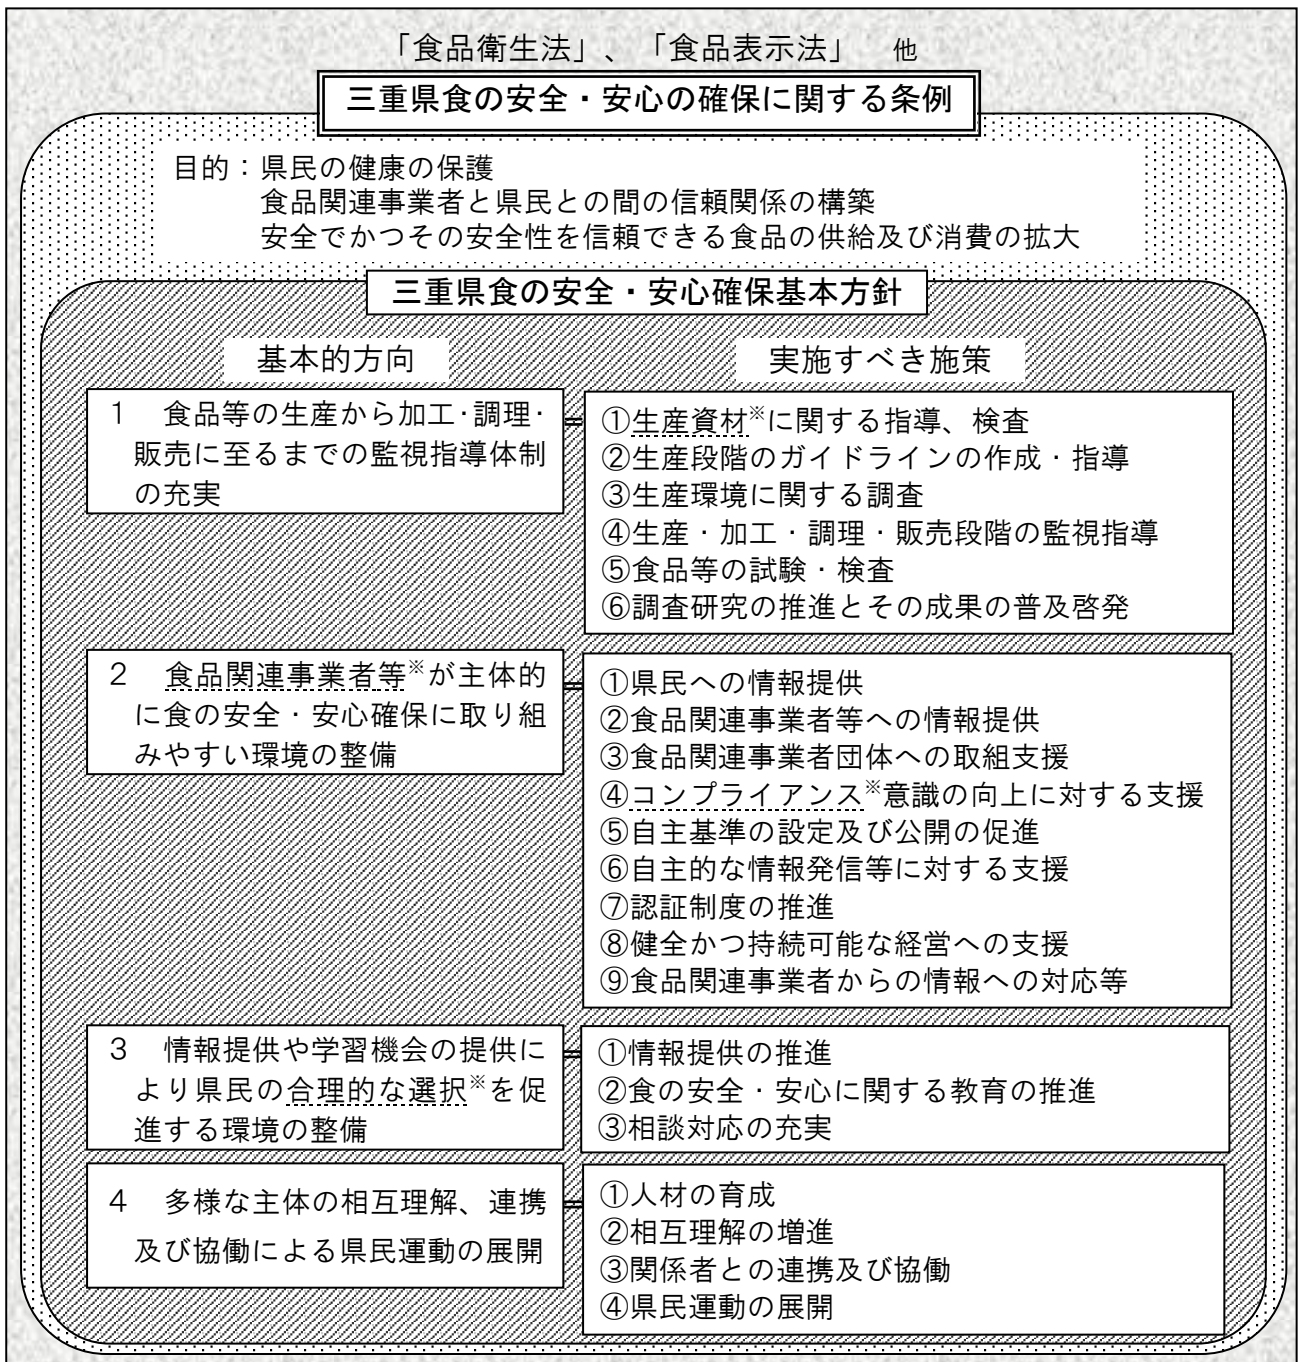 「食品衛生法」、「食品表示法」 他
三重県食の安全・安心の確保に関する条例
目的：県民の健康の保護
食品関連事業者と県民との間の信頼関係の構築
安全でかつその安全性を信頼できる食品の供給及び消費の拡大
三重県食の安全・安心確保基本方針
基本的方向
実施すべき施策
1 食品等の生産から加工・調理・
販売に至るまでの監視指導体制
の充実
①生産資材※に関する指導、検査
②生産段階のガイドラインの作成・指導
③生産環境に関する調査
④生産・加工・調理・販売段階の監視指導
⑤食品等の試験・検査
⑥調査研究の推進とその成果の普及啓発
2 食品関連事業者等※が主体的
に食の安全・安心確保に取り組
みやすい環境の整備
①県民への情報提供
②食品関連事業者等への情報提供
③食品関連事業者団体への取組支援
④コンプライアンス※意識の向上に対する支援
⑤自主基準の設定及び公開の促進
⑥自主的な情報発信等に対する支援
⑦認証制度の推進
⑧健全かつ持続可能な経営への支援
⑨食品関連事業者からの情報への対応等
3 情報提供や学習機会の提供に
より県民の合理的な選択※を促
進する環境の整備
①情報提供の推進
②食の安全・安心に関する教育の推進
③相談対応の充実
4 多様な主体の相互理解、連携
及び協働による県民運動の展開
①人材の育成
②相互理解の増進
③関係者との連携及び協働
④県民運動の展開